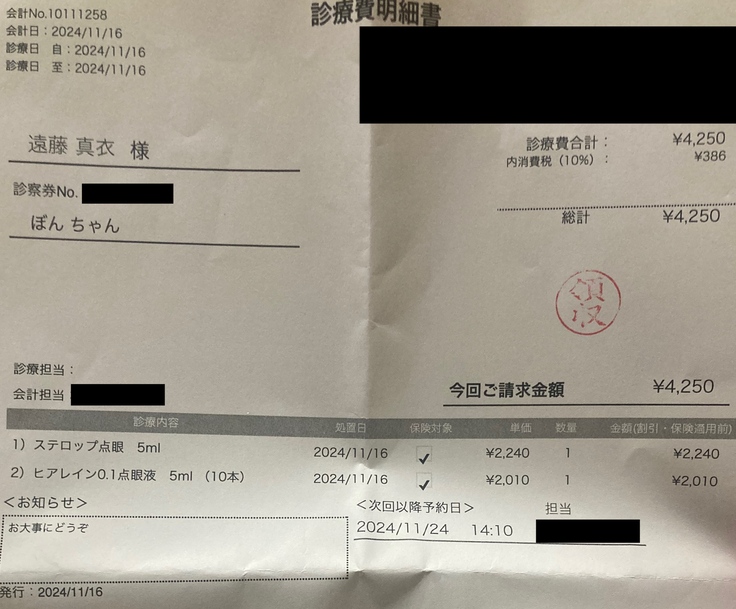 診療費明細書
会計No.10111258
会計日：2024/11/16
診療日 自：2024/11/16
診療日 至：2024/11/16
遠藤 真衣 様
診察券No.
ぼん ちゃん
診療費合計： ¥4,250
内消費税（10%）： ¥386
総計 ¥4,250
領収
診療担当：
会計担当
今回ご請求金額 ¥4,250
診療内容 処置日 保険対象 単価 数量 金額(割引・保険適用前)
1）ステロップ点眼 5ml 2024/11/16 ✓ ¥2,240 1 ¥2,240
2）ヒアレイン0.1点眼液 5ml （10本） 2024/11/16 ✓ ¥2,010 1 ¥2,010
＜お知らせ＞
お大事にどうぞ
＜次回以降予約日＞ 担当
2024/11/24 14:10
発行：2024/11/16